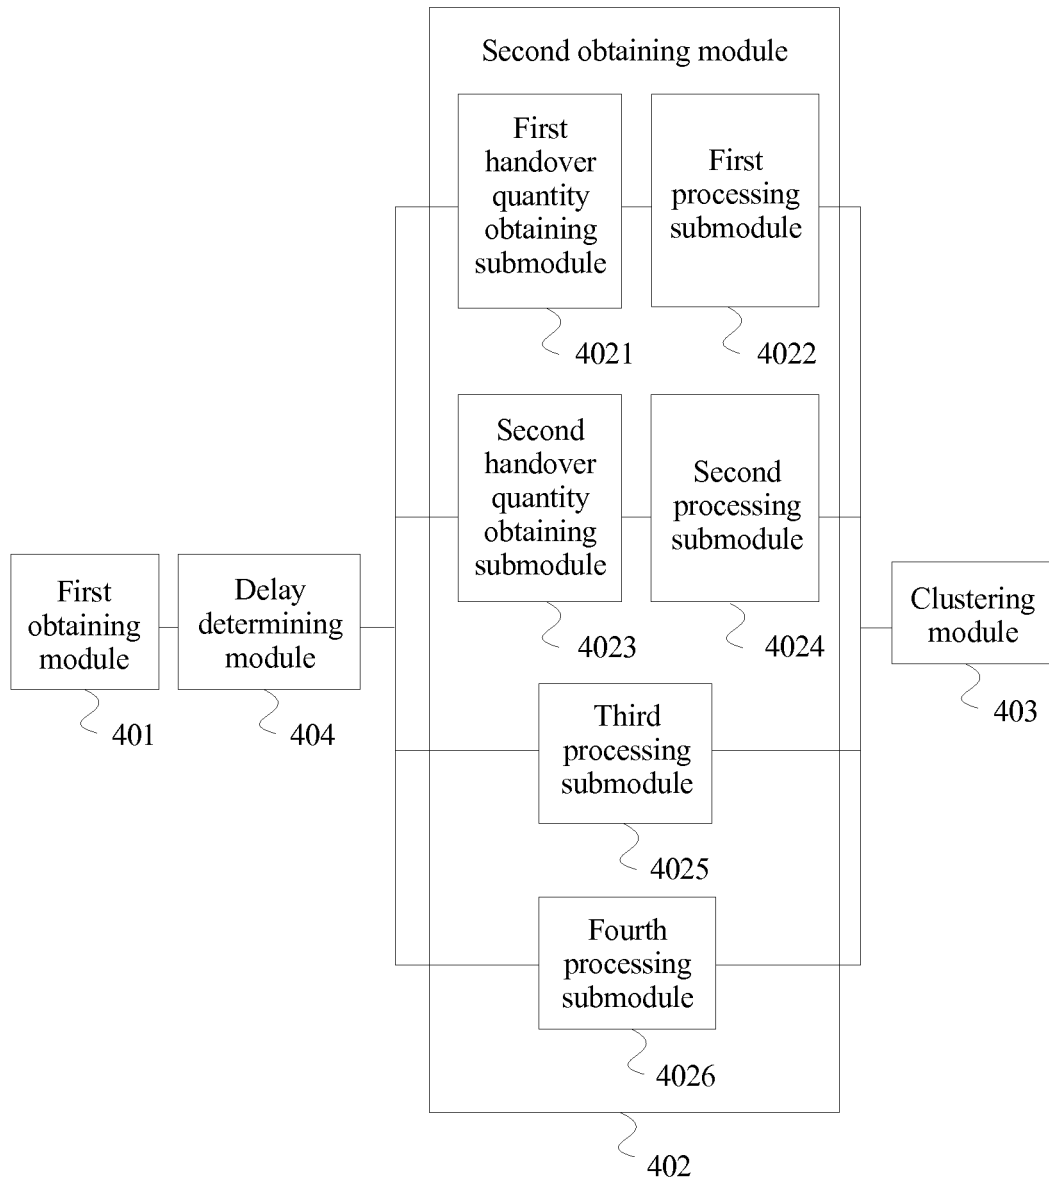 Second obtaining module
First
handover
quantity
obtaining
submodule
First
processing
submodule
4021
4022
Second
handover
quantity
obtaining
submodule
Second
processing
submodule
4023
4024
First
obtaining
module
Delay
determining
module
Clustering
module
401
404
403
Third
processing
submodule
4025
Fourth
processing
submodule
4026
402